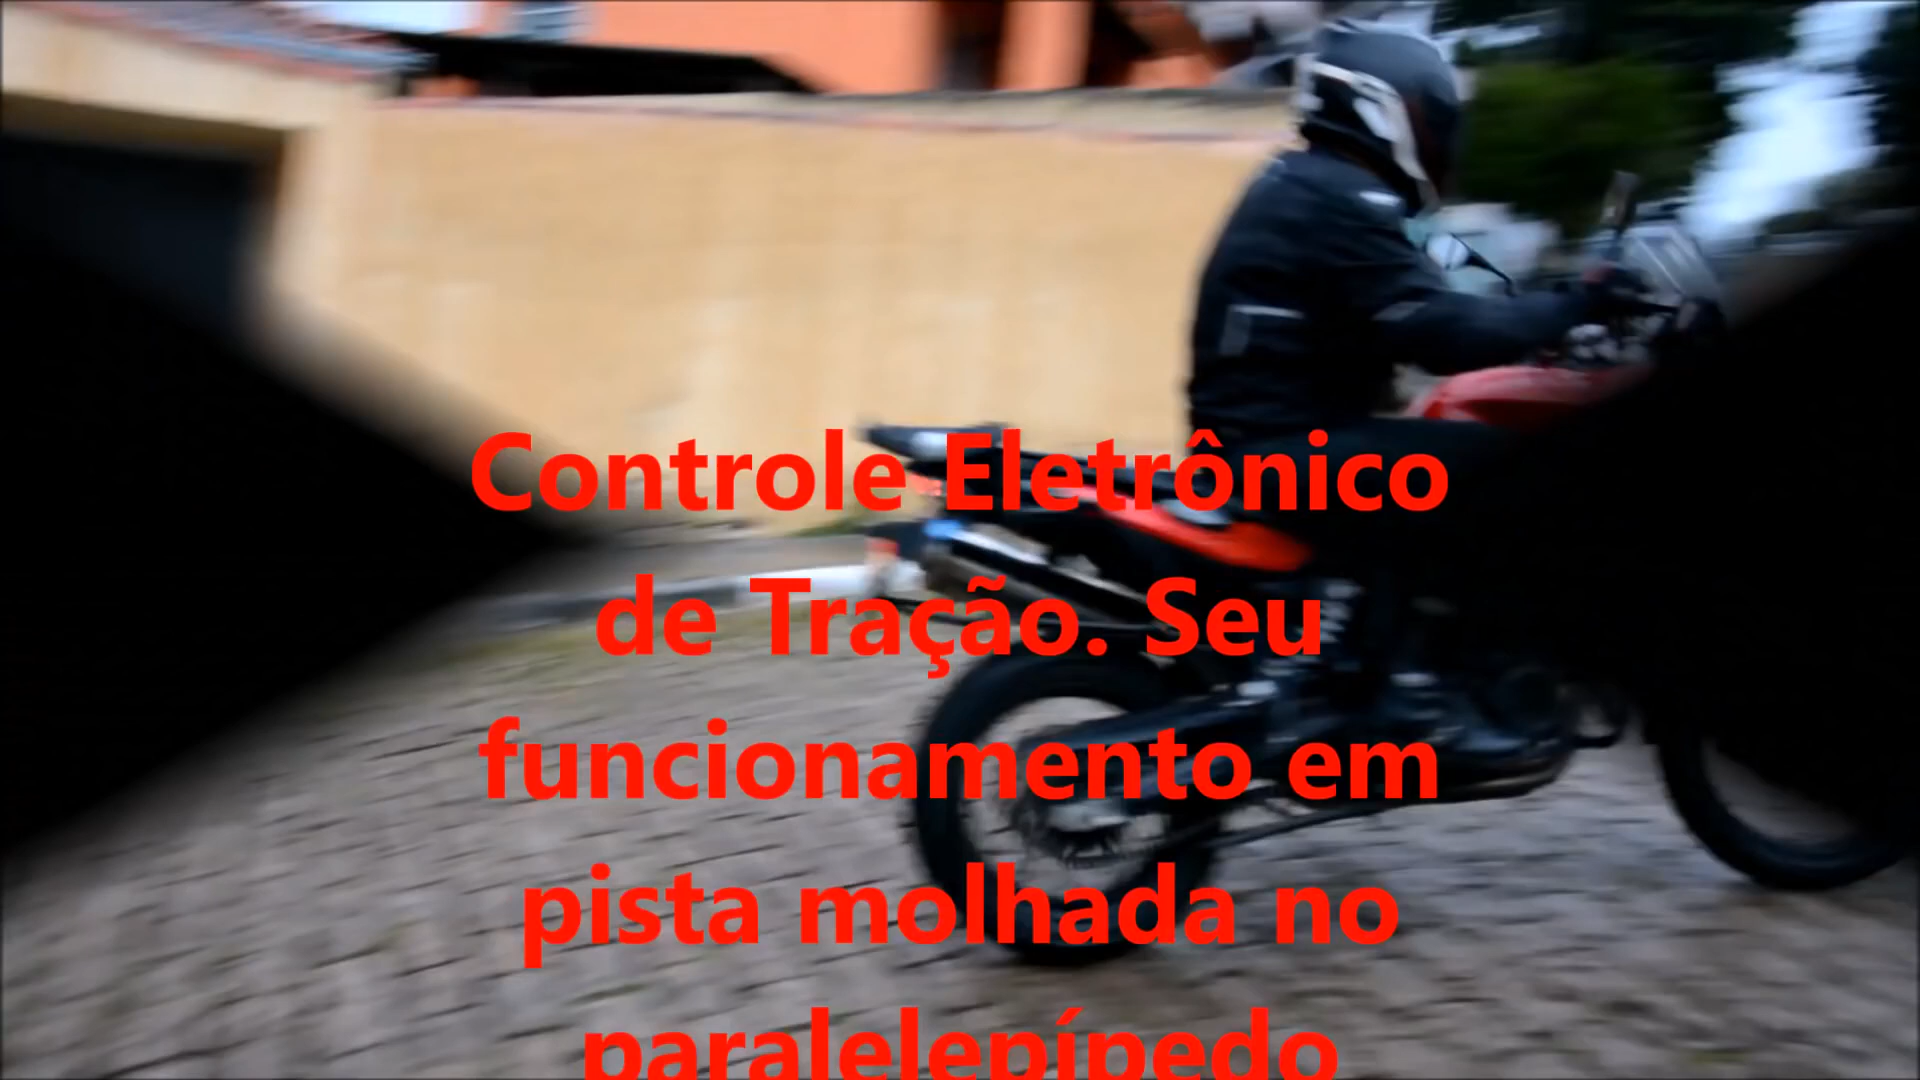 Controle Eletrônico
de Tração. Seu
funcionamento em
pista molhada no
paralelepípedo